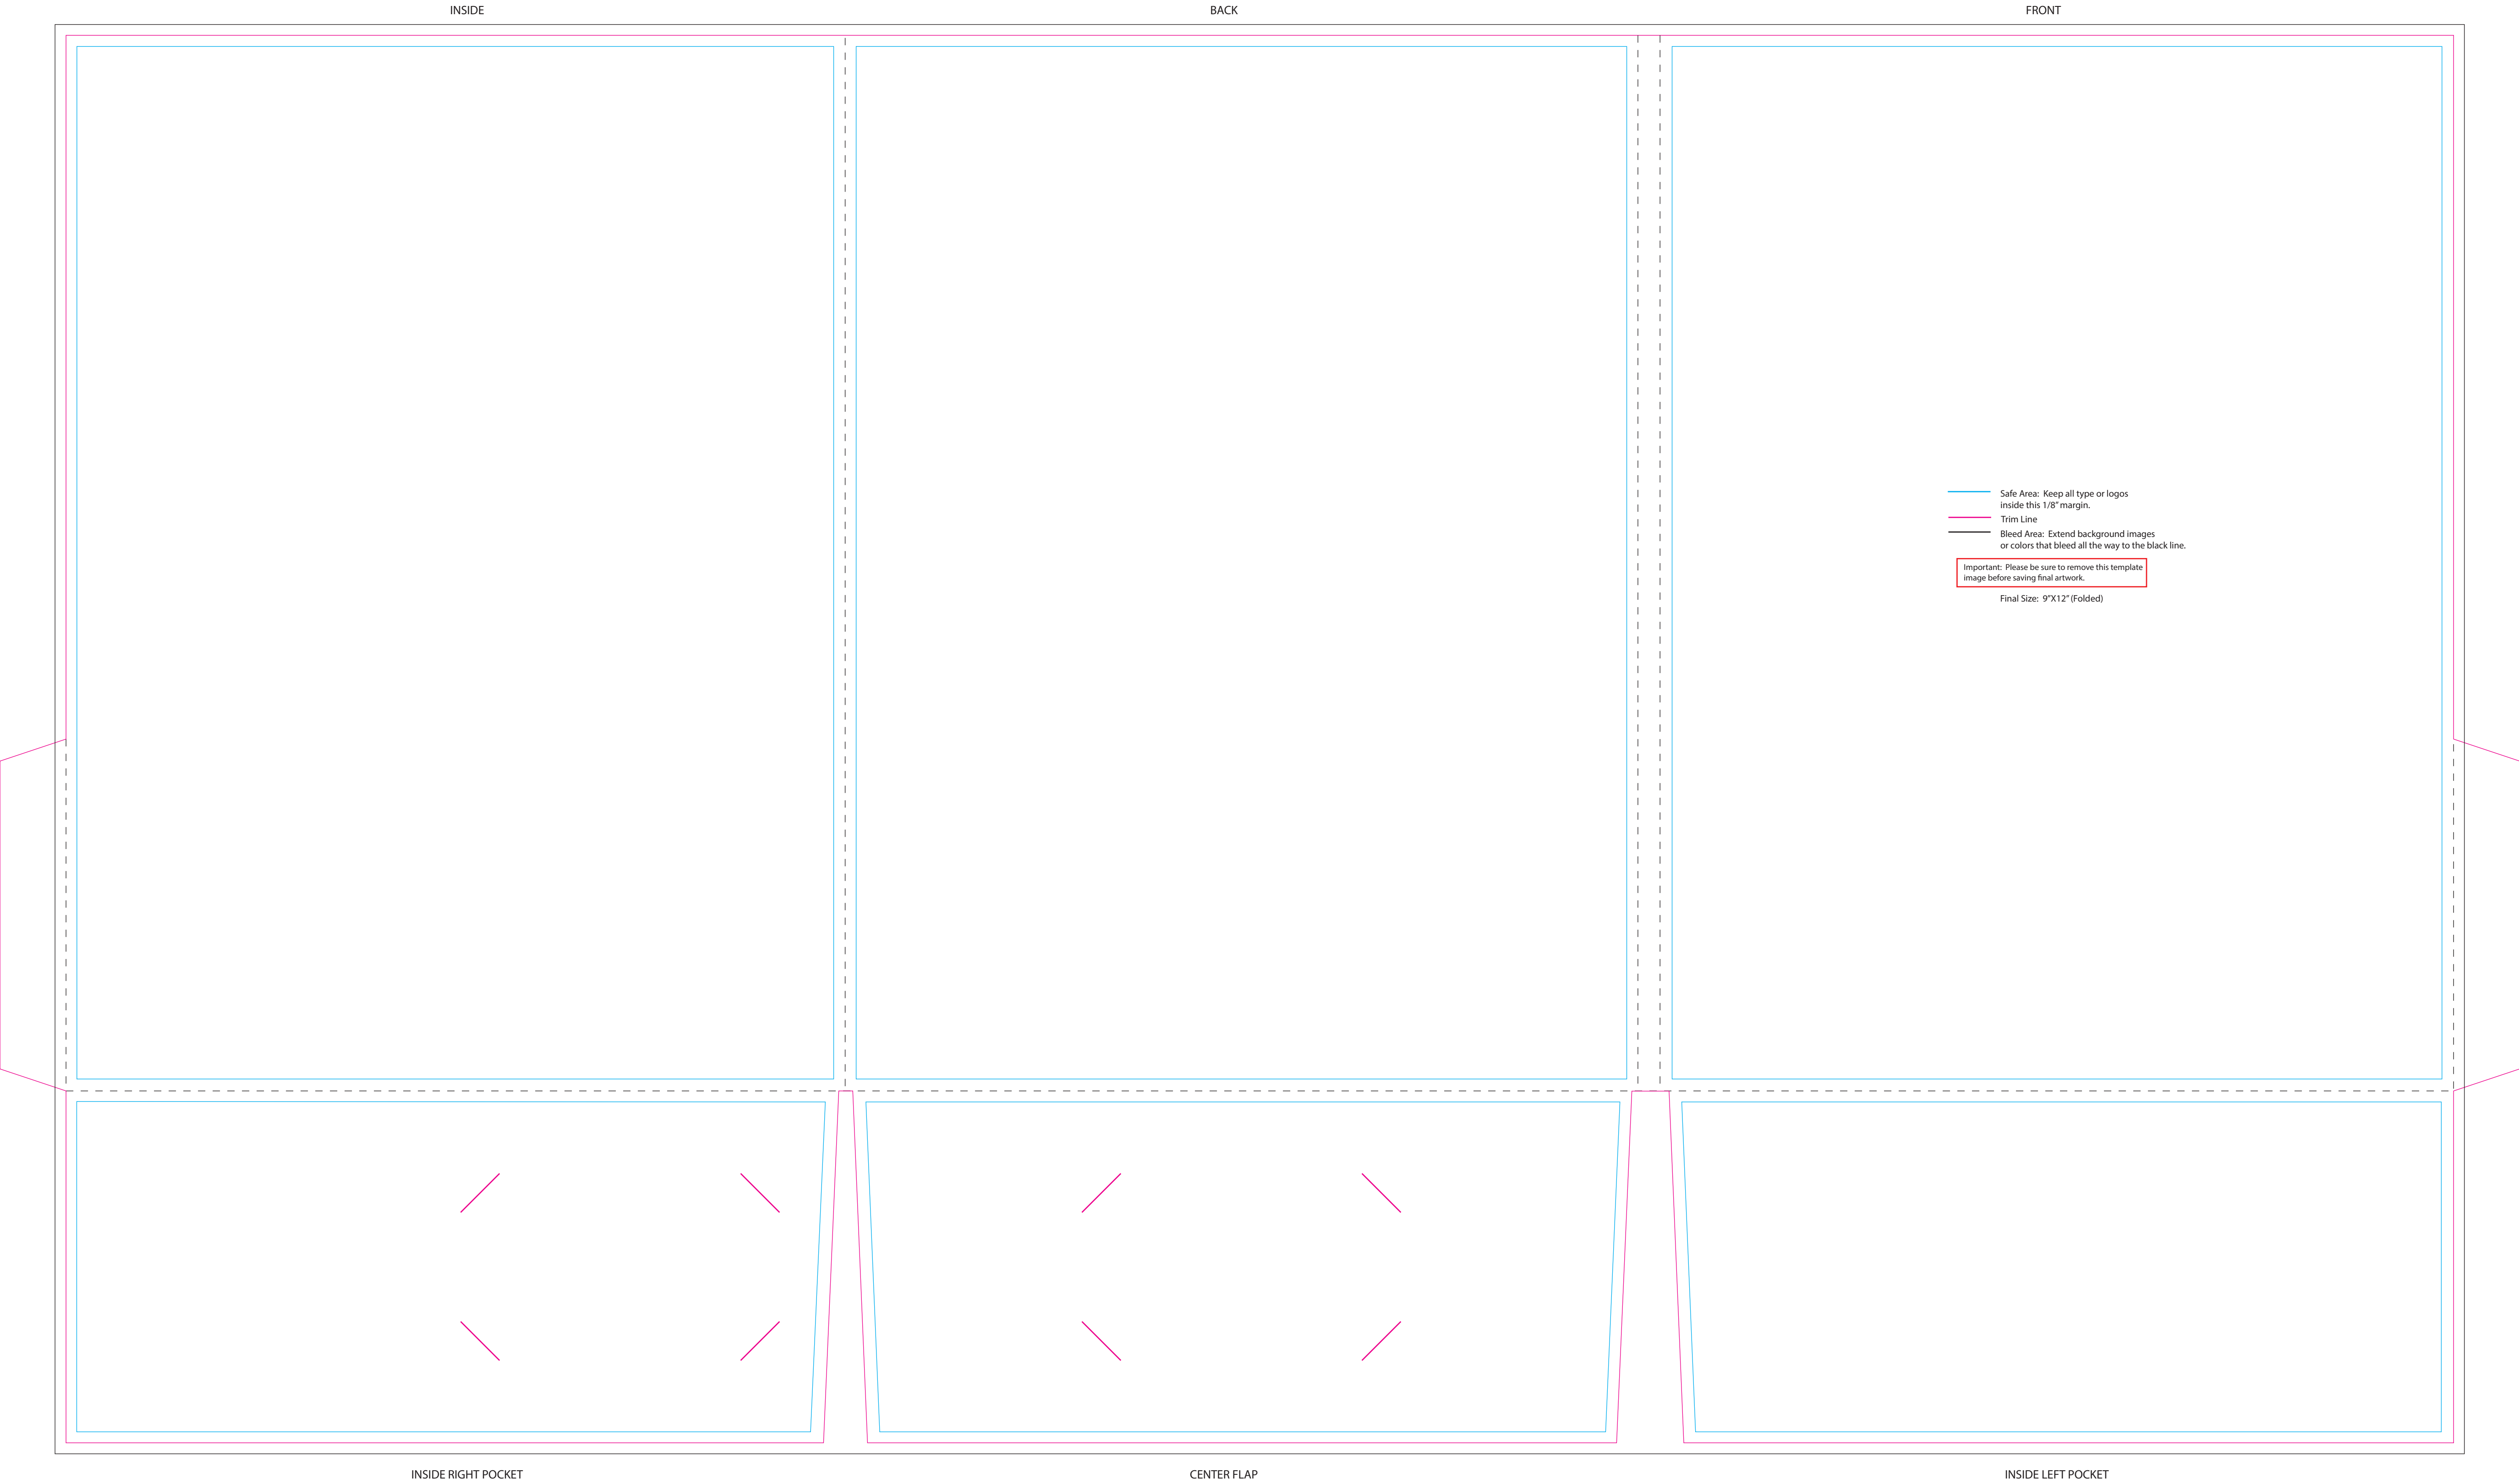 INSIDE
BACK
FRONT
Safe Area:  Keep all type or logos
inside this 1/8" margin.
Trim Line
Bleed Area:  Extend background images
or colors that bleed all the way to the black line.
Important:  Please be sure to remove this template
image before saving final artwork.
Final Size:  9"X12" (Folded)
INSIDE RIGHT POCKET
CENTER FLAP
INSIDE LEFT POCKET